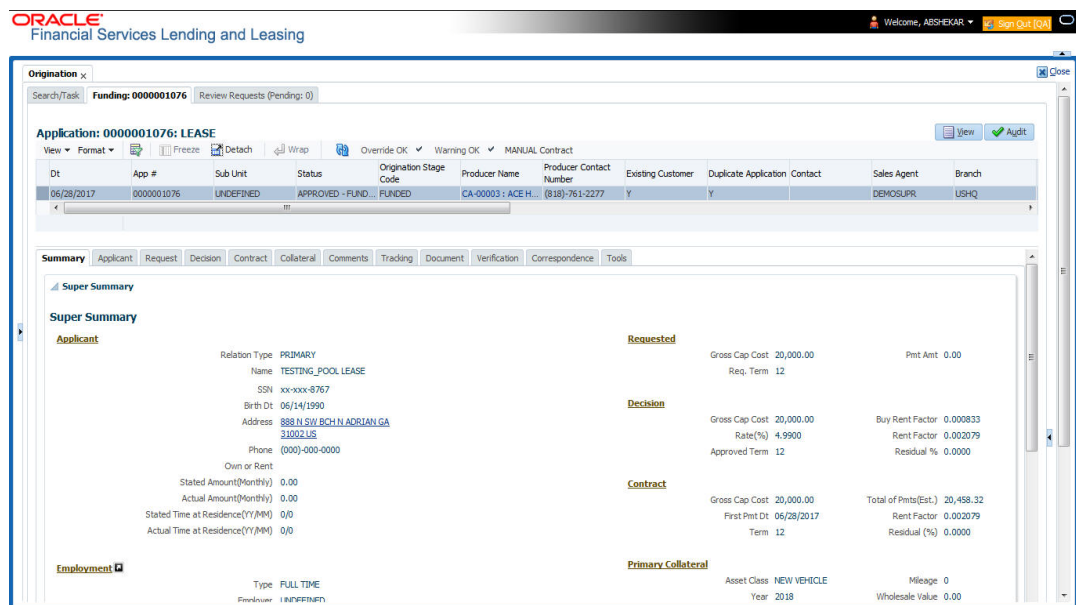 ORACLE
Welcome, ABSHEKAR
Sign Out [QA]
Financial Services Lending and Leasing
Origination
Close
Search/Task Funding: 0000001076 Review Requests (Pending: 0)
Application: 0000001076: LEASE
View Audit
View Format Freeze Detach Wrap Override OK Warning OK MANUAL Contract
Dt App # Sub Unit Status Origination Stage Code Producer Name Producer Contact Number Existing Customer Duplicate Application Contact Sales Agent Branch
06/28/2017 0000001076 UNDEFINED APPROVED - FUND... FUNDED CA-00003 : ACE H... (818)-761-2277 Y Y DEMOSUPR USHQ
Summary Applicant Request Decision Contract Collateral Comments Tracking Document Verification Correspondence Tools
Super Summary
Super Summary
Applicant
Relation Type PRIMARY
Name TESTING_POOL LEASE
SSN xx-xxx-8767
Birth Dt 06/14/1990
Address 888 N SW BCH N ADRIAN GA
31002 US
Phone (000)-000-0000
Own or Rent
Stated Amount(Monthly) 0.00
Actual Amount(Monthly) 0.00
Stated Time at Residence(YY/MM) 0/0
Actual Time at Residence(YY/MM) 0/0
Employment
Type FULL TIME
Employer UNDEFINED
Requested
Gross Cap Cost 20,000.00 Pmt Amt 0.00
Req. Term 12
Decision
Gross Cap Cost 20,000.00 Buy Rent Factor 0.000833
Rate(%) 4.9900 Rent Factor 0.002079
Approved Term 12 Residual % 0.0000
Contract
Gross Cap Cost 20,000.00 Total of Pmts(Est.) 20,458.32
First Pmt Dt 06/28/2017 Rent Factor 0.002079
Term 12 Residual (%) 0.0000
Primary Collateral
Asset Class NEW VEHICLE Mileage 0
Year 2018 Wholesale Value 0.00